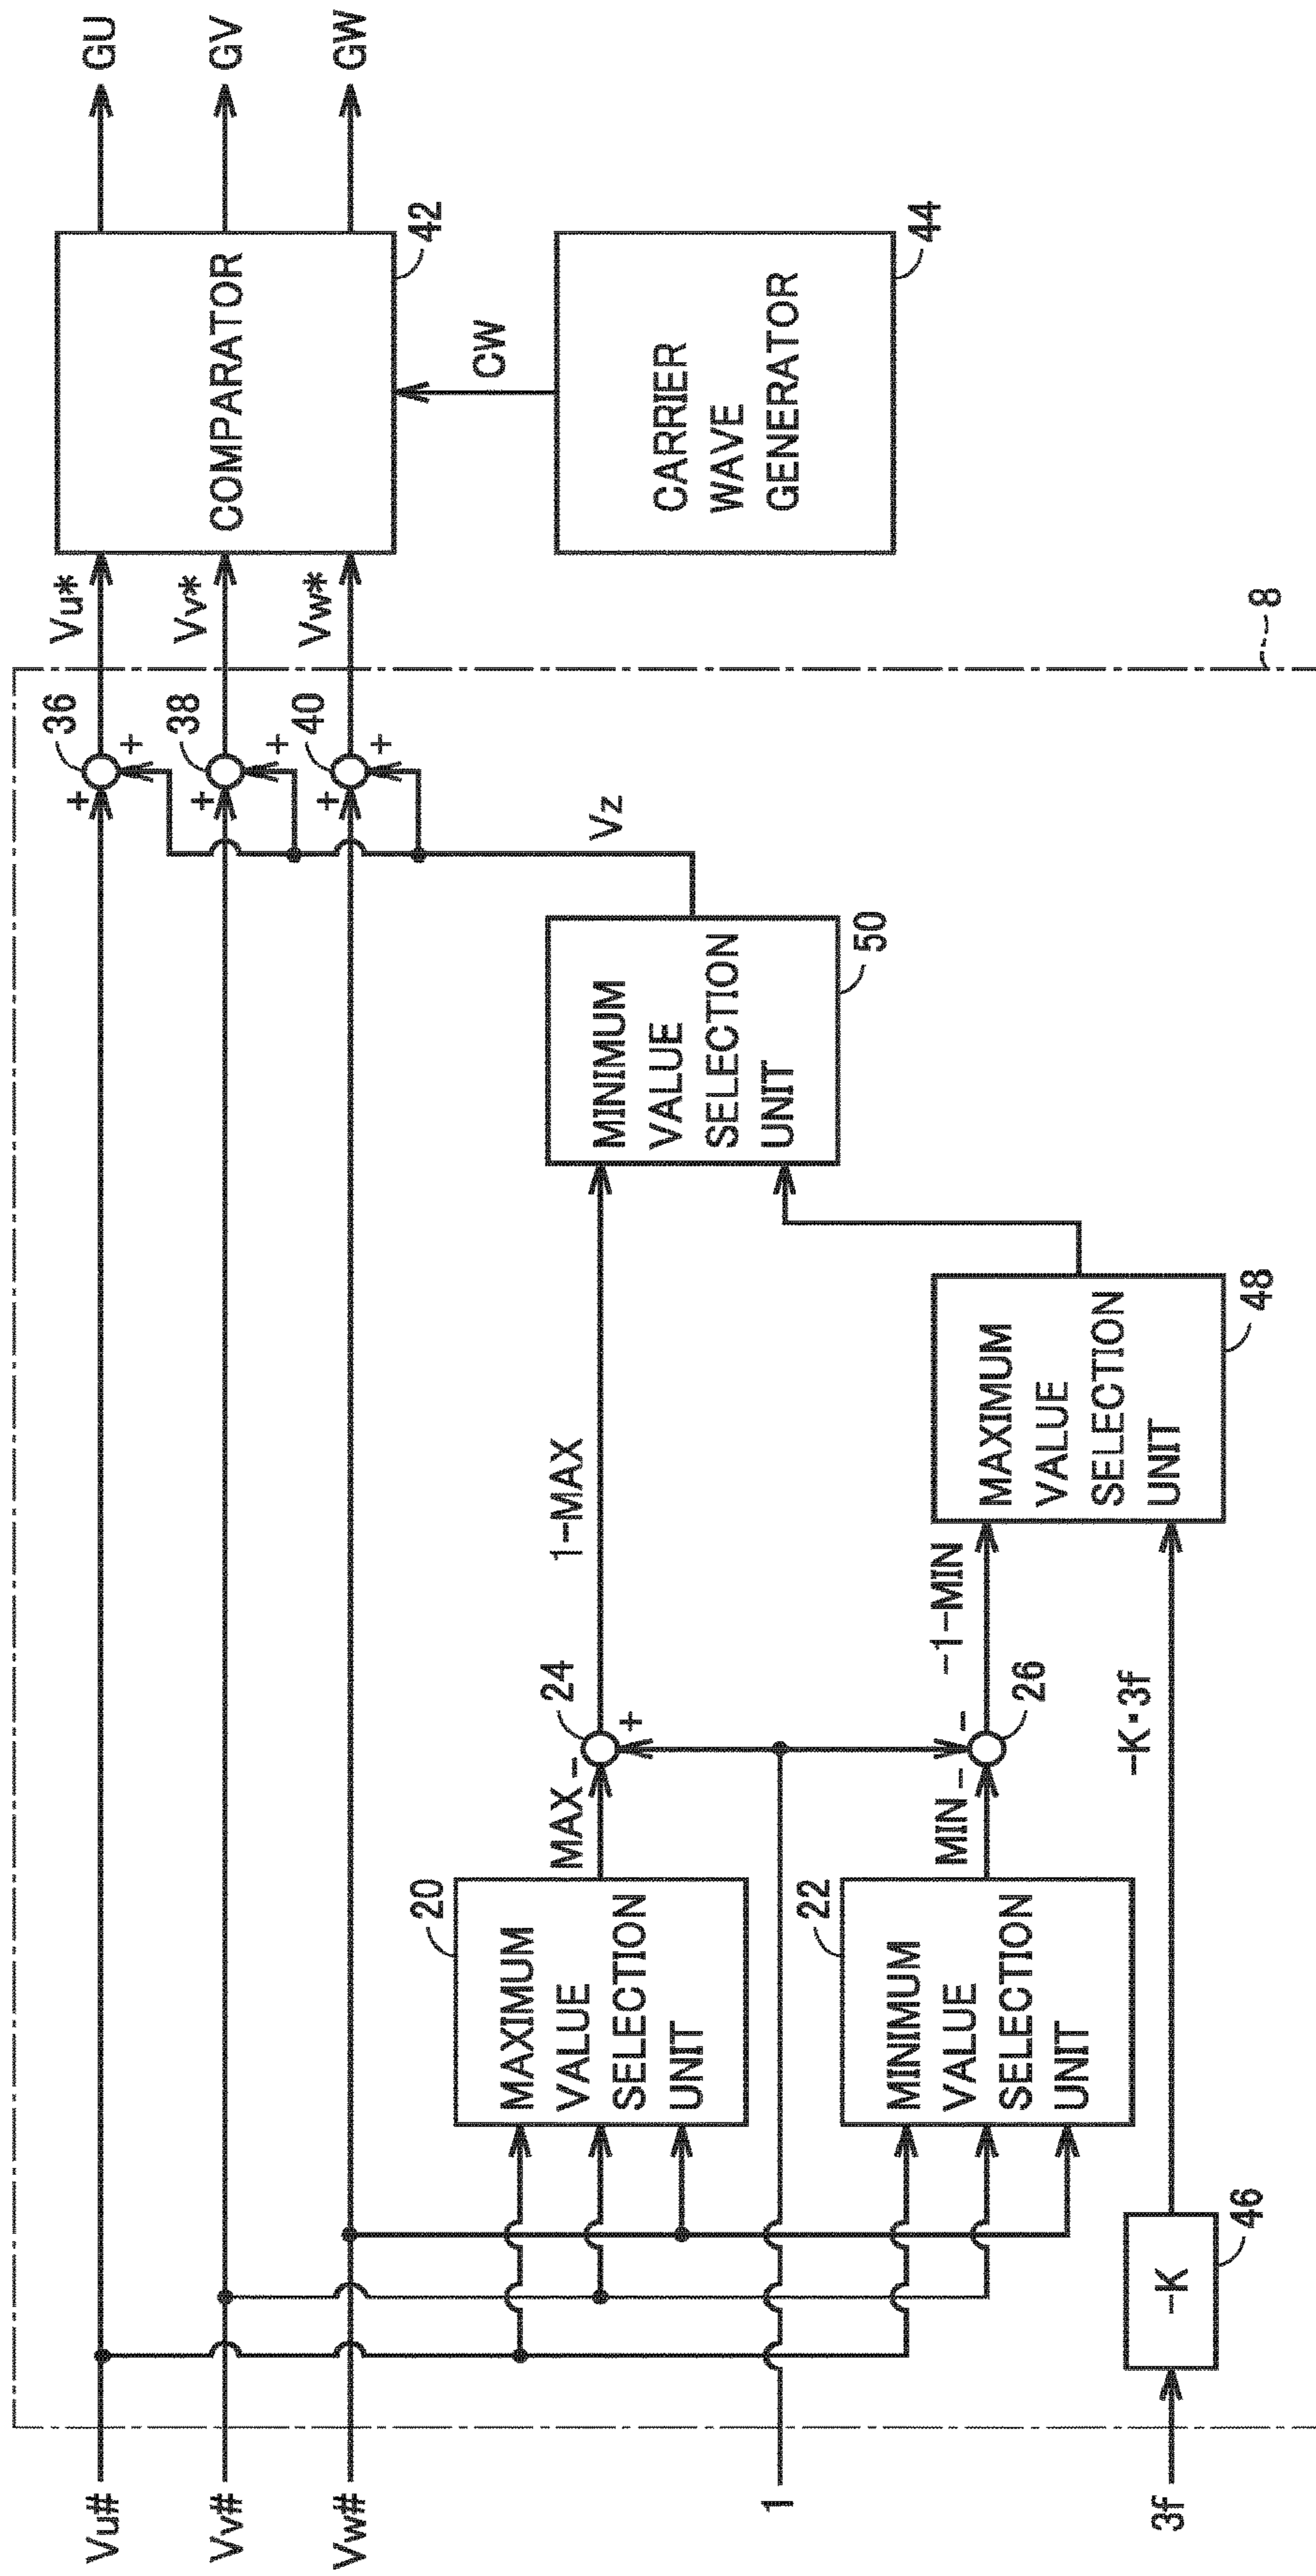 Vu#
Vv#
Vw#
1
3f
-K
46
20
MAXIMUM
VALUE
SELECTION
UNIT
22
MINIMUM
VALUE
SELECTION
UNIT
MAX
-
+
24
1-MAX
MIN
-
-
26
-1-MIN
-K·3f
MAXIMUM
VALUE
SELECTION
UNIT
48
MINIMUM
VALUE
SELECTION
UNIT
50
Vz
+
+
36
+
+
38
+
+
40
8
Vu*
Vv*
Vw*
COMPARATOR
42
CW
CARRIER
WAVE
GENERATOR
44
GU
GV
GW